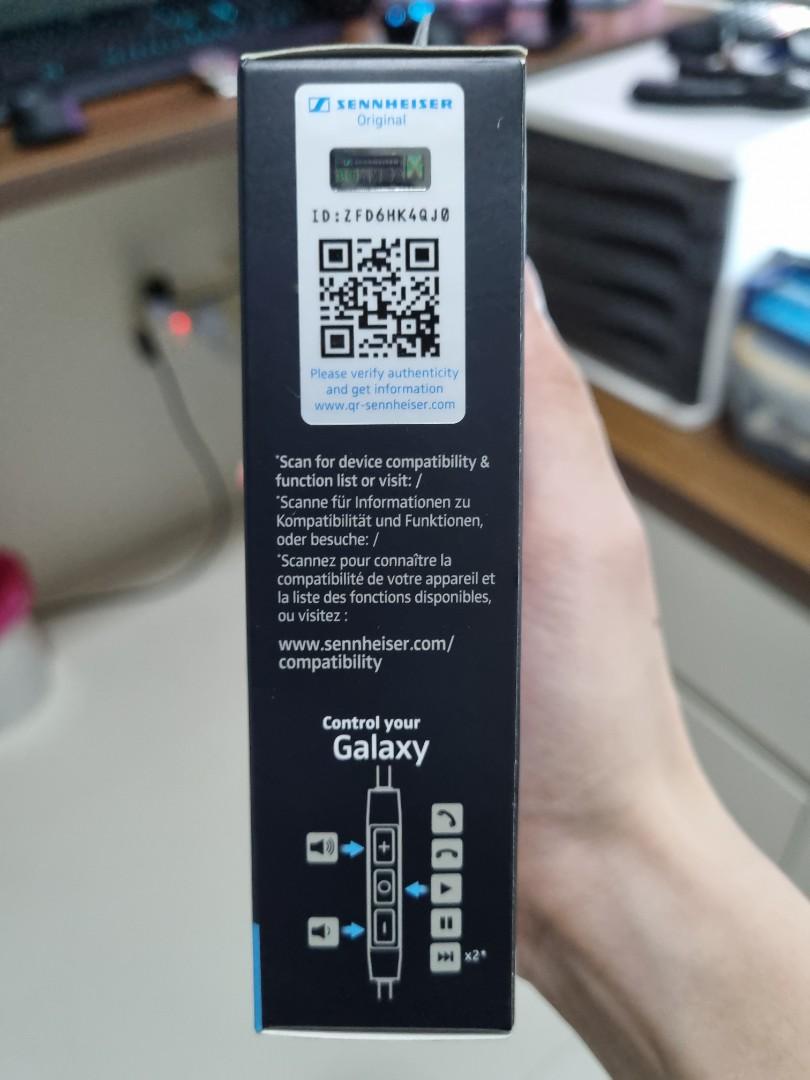 SENNHEISER
Original
ID:ZFD6HK4QJ0
Please verify authenticity
and get information
www.qr-sennheiser.com
*Scan for device compatibility &
function list or visit: /
*Scanne für Informationen zu
Kompatibilität und Funktionen,
oder besuche: /
*Scannez pour connaître la
compatibilité de votre appareil et
la liste des fonctions disponibles,
ou visitez :
www.sennheiser.com/
compatibility
Control your
Galaxy
x2*